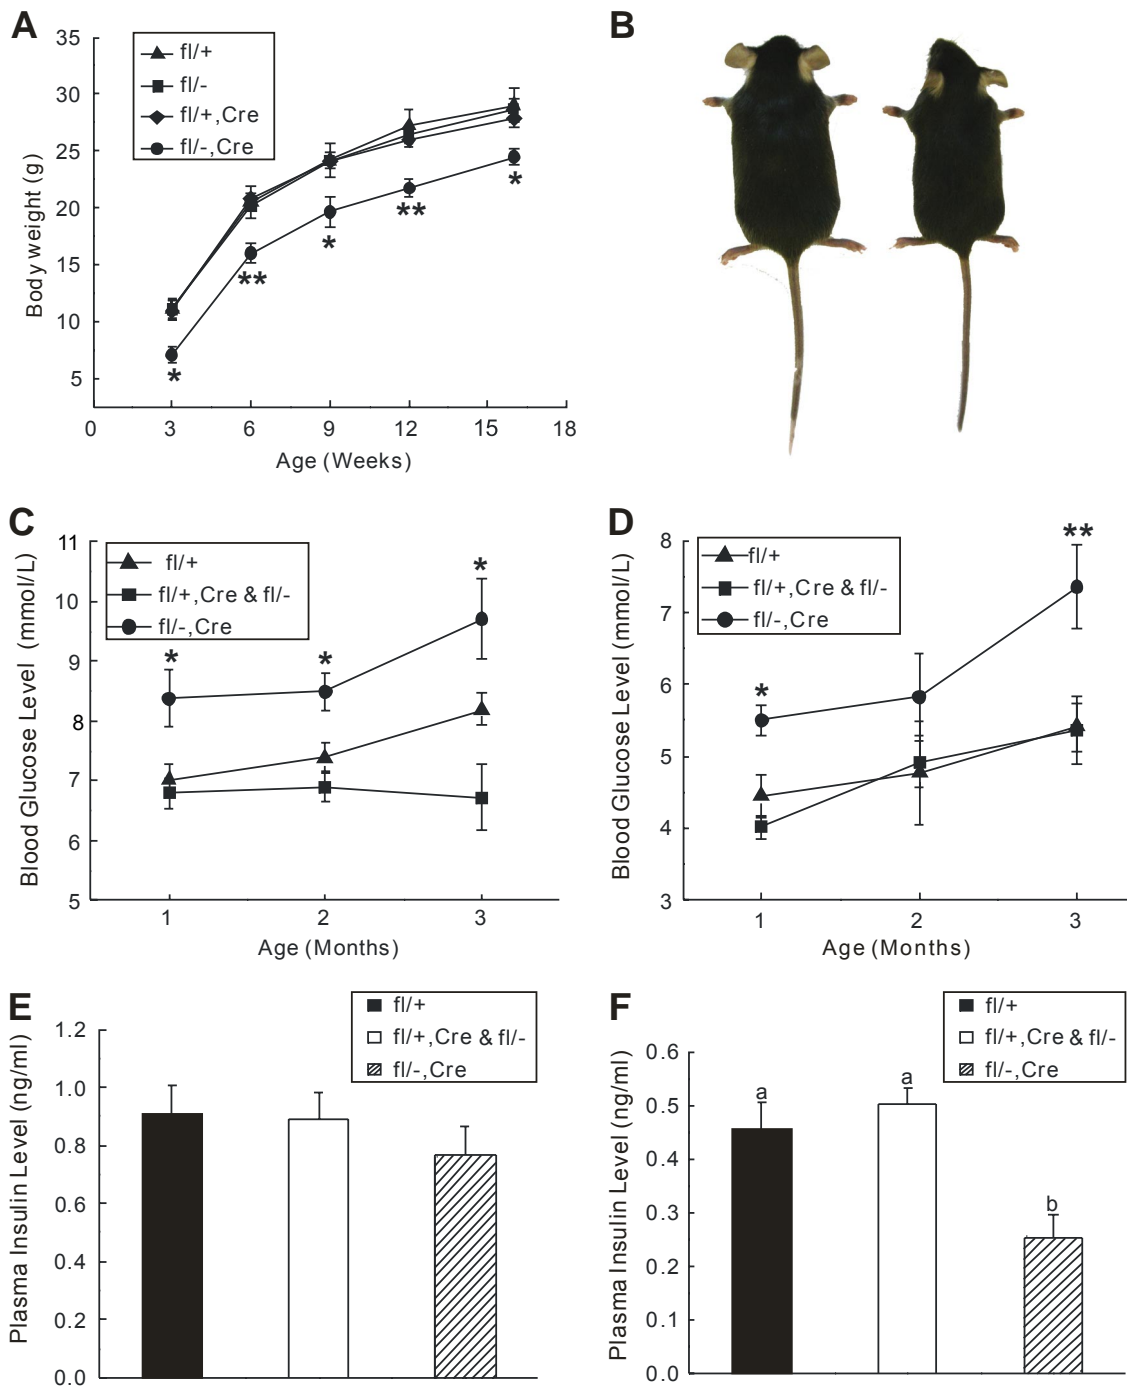 A
35
30
25
20
15
10
5
0
3
6
9
12
15
18
Body weight (g)
Age (Weeks)
fl/+
fl/-
fl/+,Cre
fl/-,Cre
*
**
*
**
*
B
C
11
10
9
8
7
6
5
1
2
3
Blood Glucose Level (mmol/L)
Age (Months)
fl/+
fl/+,Cre & fl/-
fl/-,Cre
*
*
*
D
8
7
6
5
4
3
1
2
3
Blood Glucose Level (mmol/L)
Age (Months)
fl/+
fl/+,Cre & fl/-
fl/-,Cre
*
**
E
1.2
1.0
0.8
0.6
0.4
0.2
0.0
Plasma Insulin Level (ng/ml)
fl/+
fl/+,Cre & fl/-
fl/-,Cre
F
0.6
0.5
0.4
0.3
0.2
0.1
0.0
Plasma Insulin Level (ng/ml)
fl/+
fl/+,Cre & fl/-
fl/-,Cre
a
a
b